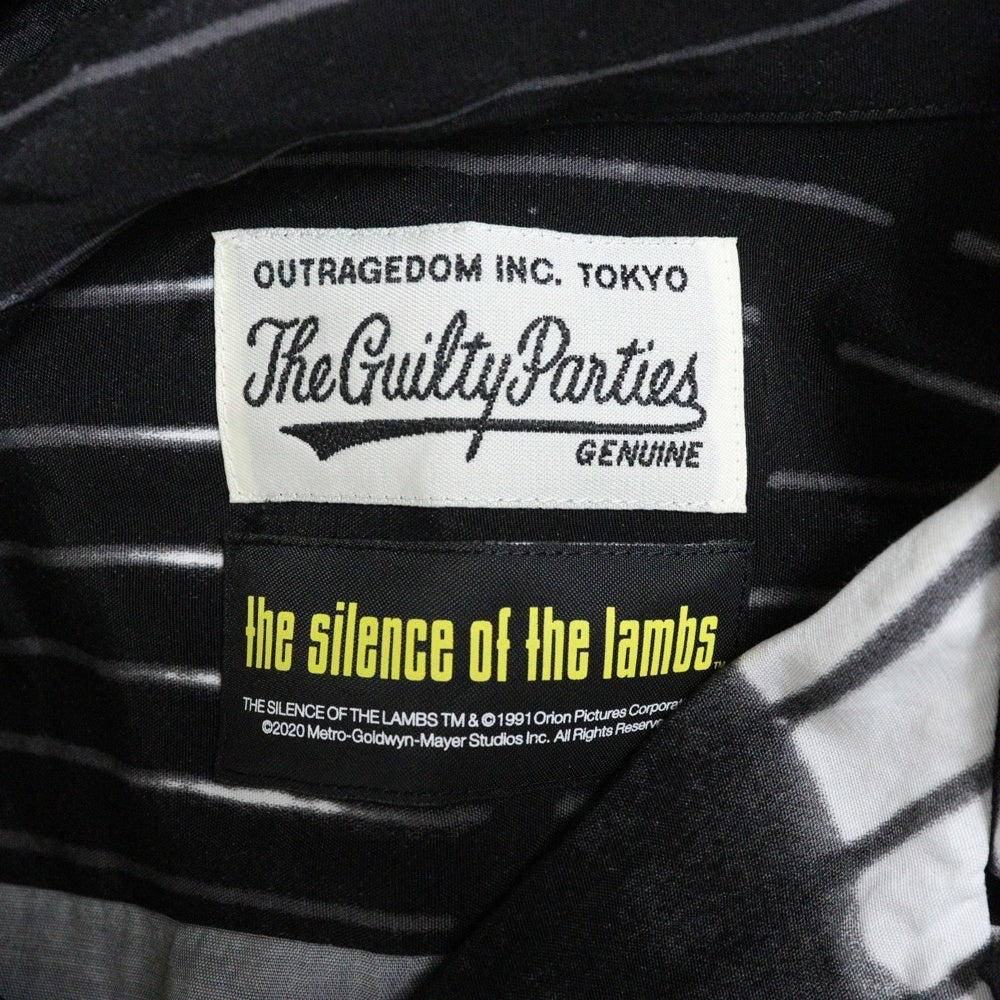 OUTRAGEDOM INC. TOKYO
The Guilty Parties
GENUINE
the silence of the lambs
THE SILENCE OF THE LAMBS TM & © 1991 Orion Pictures
©2020 Metro-Goldwyn-Mayer Studios Inc. All Rights